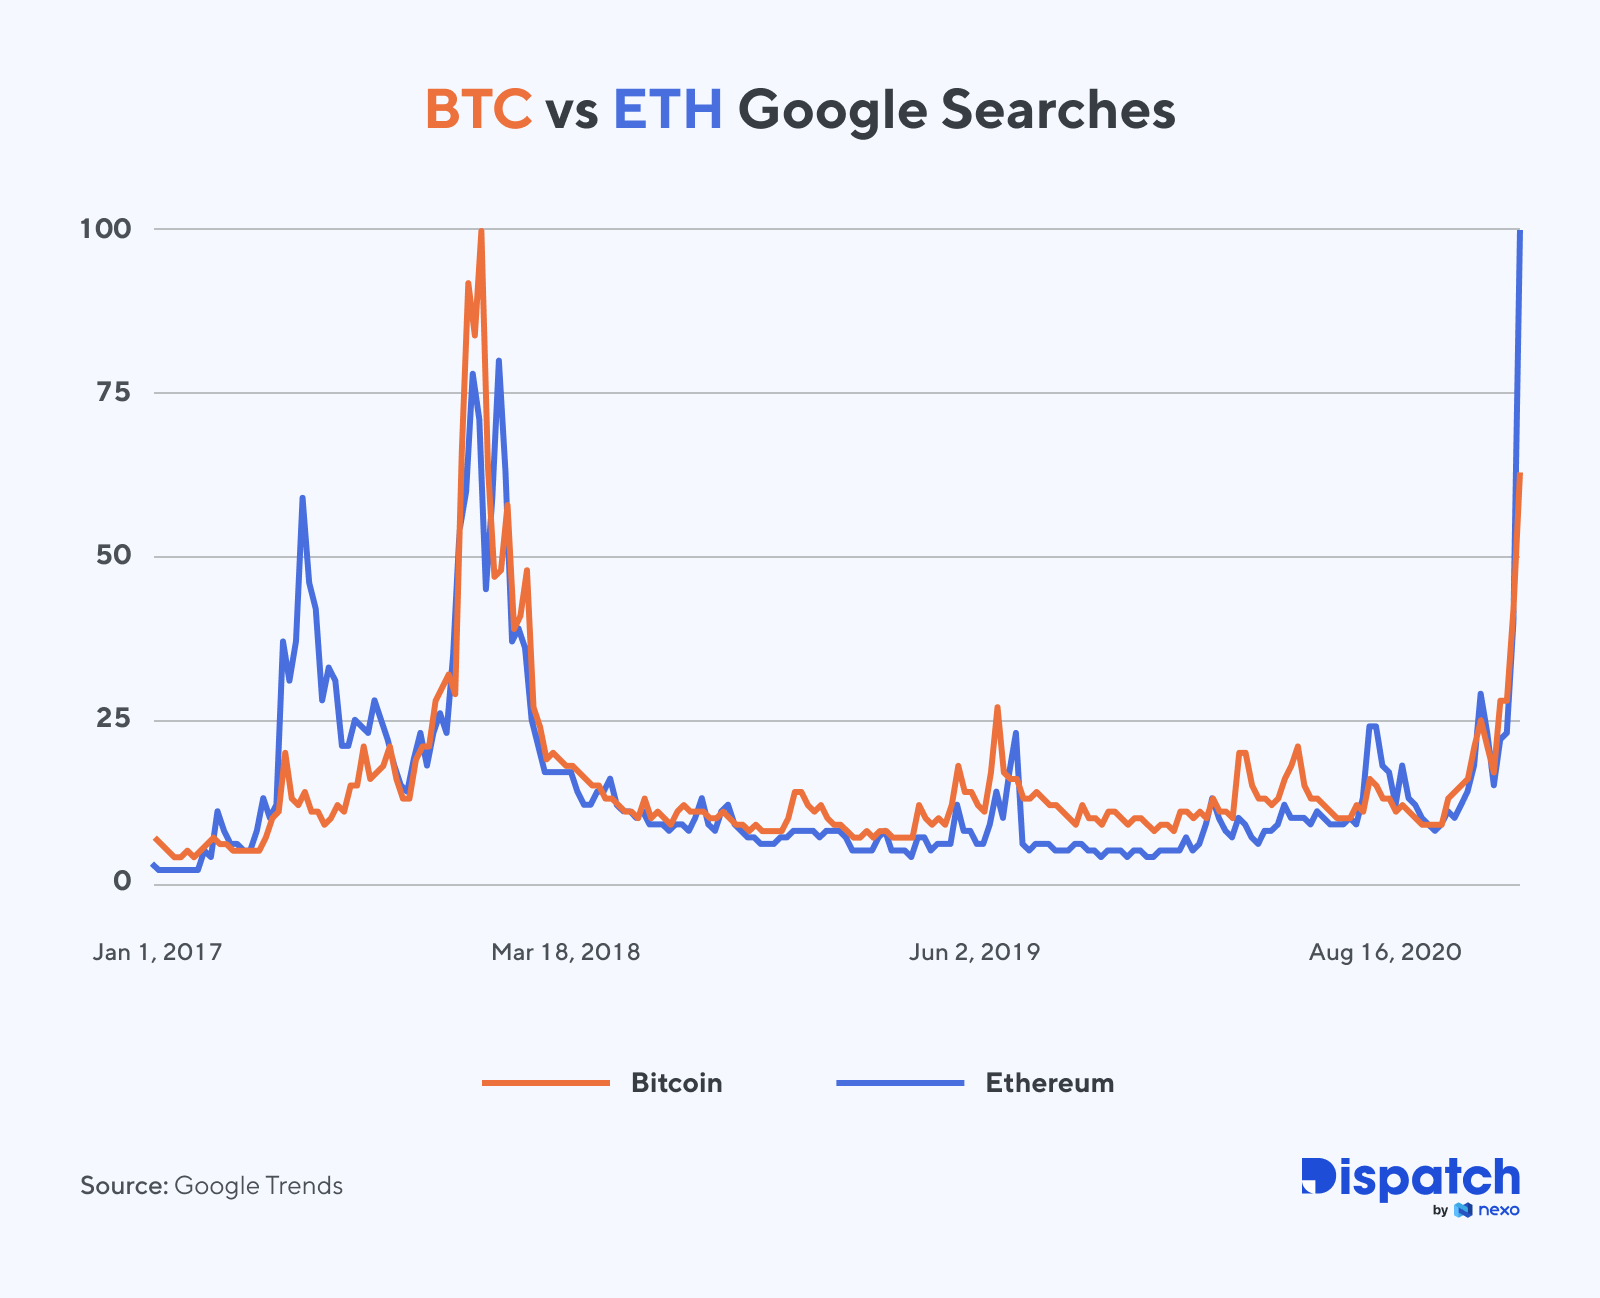 BTC vs ETH Google Searches
100
75
50
25
0
Jan 1, 2017
Mar 18, 2018
Jun 2, 2019
Aug 16, 2020
Bitcoin
Ethereum
Source: Google Trends
Dispatch
by nexo